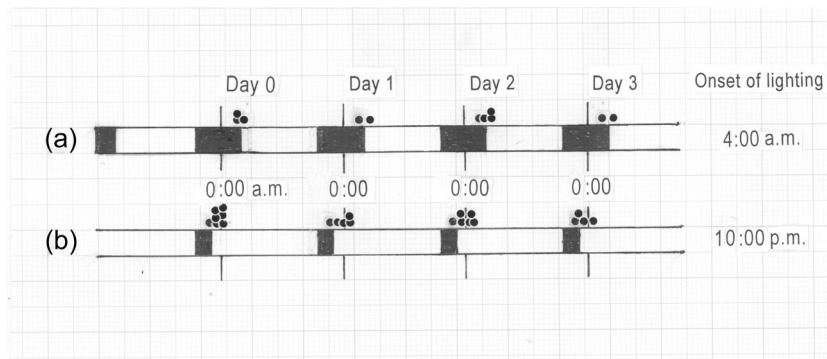 Day 0 Day 1 Day 2 Day 3 Onset of lighting
(a) 4:00 a.m.
0:00 a.m. 0:00 0:00 0:00
(b) 10:00 p.m.